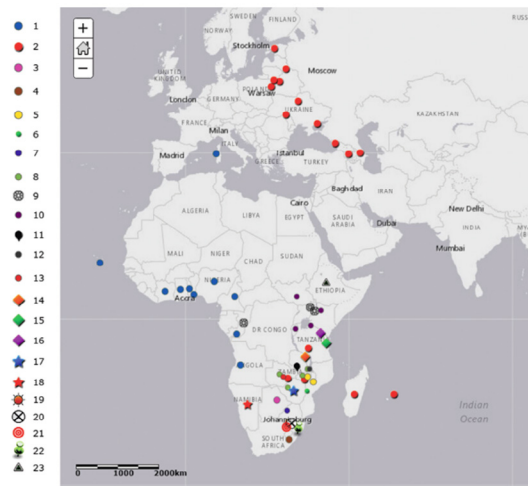 1
2
3
4
5
6
7
8
9
10
11
12
13
14
15
16
17
18
19
20
21
22
23
+
−
SWEDEN
FINLAND
NORWAY
RUSS
Stockholm
UNITED
KINGDOM
Moscow
London
POLAND
Warsaw
GERMANY
UKRAINE
KAZAKHSTAN
FRANCE
Milan
ITALY
Madrid
Istanbul
GREECE
TURKEY
Baghdad
IRAN
Cairo
ALGERIA
LIBYA
EGYPT
SAUDI
ARABIA
Dubai
New Delhi
INDIA
Mumbai
MALI
NIGER
CHAD
SUDAN
NIGERIA
Accra
ETHIOPIA
DR CONGO
TANZANIA
ANGOLA
NAMIBIA
Johannesburg
SOUTH
AFRICA
Indian
Ocean
0 1000 2000km